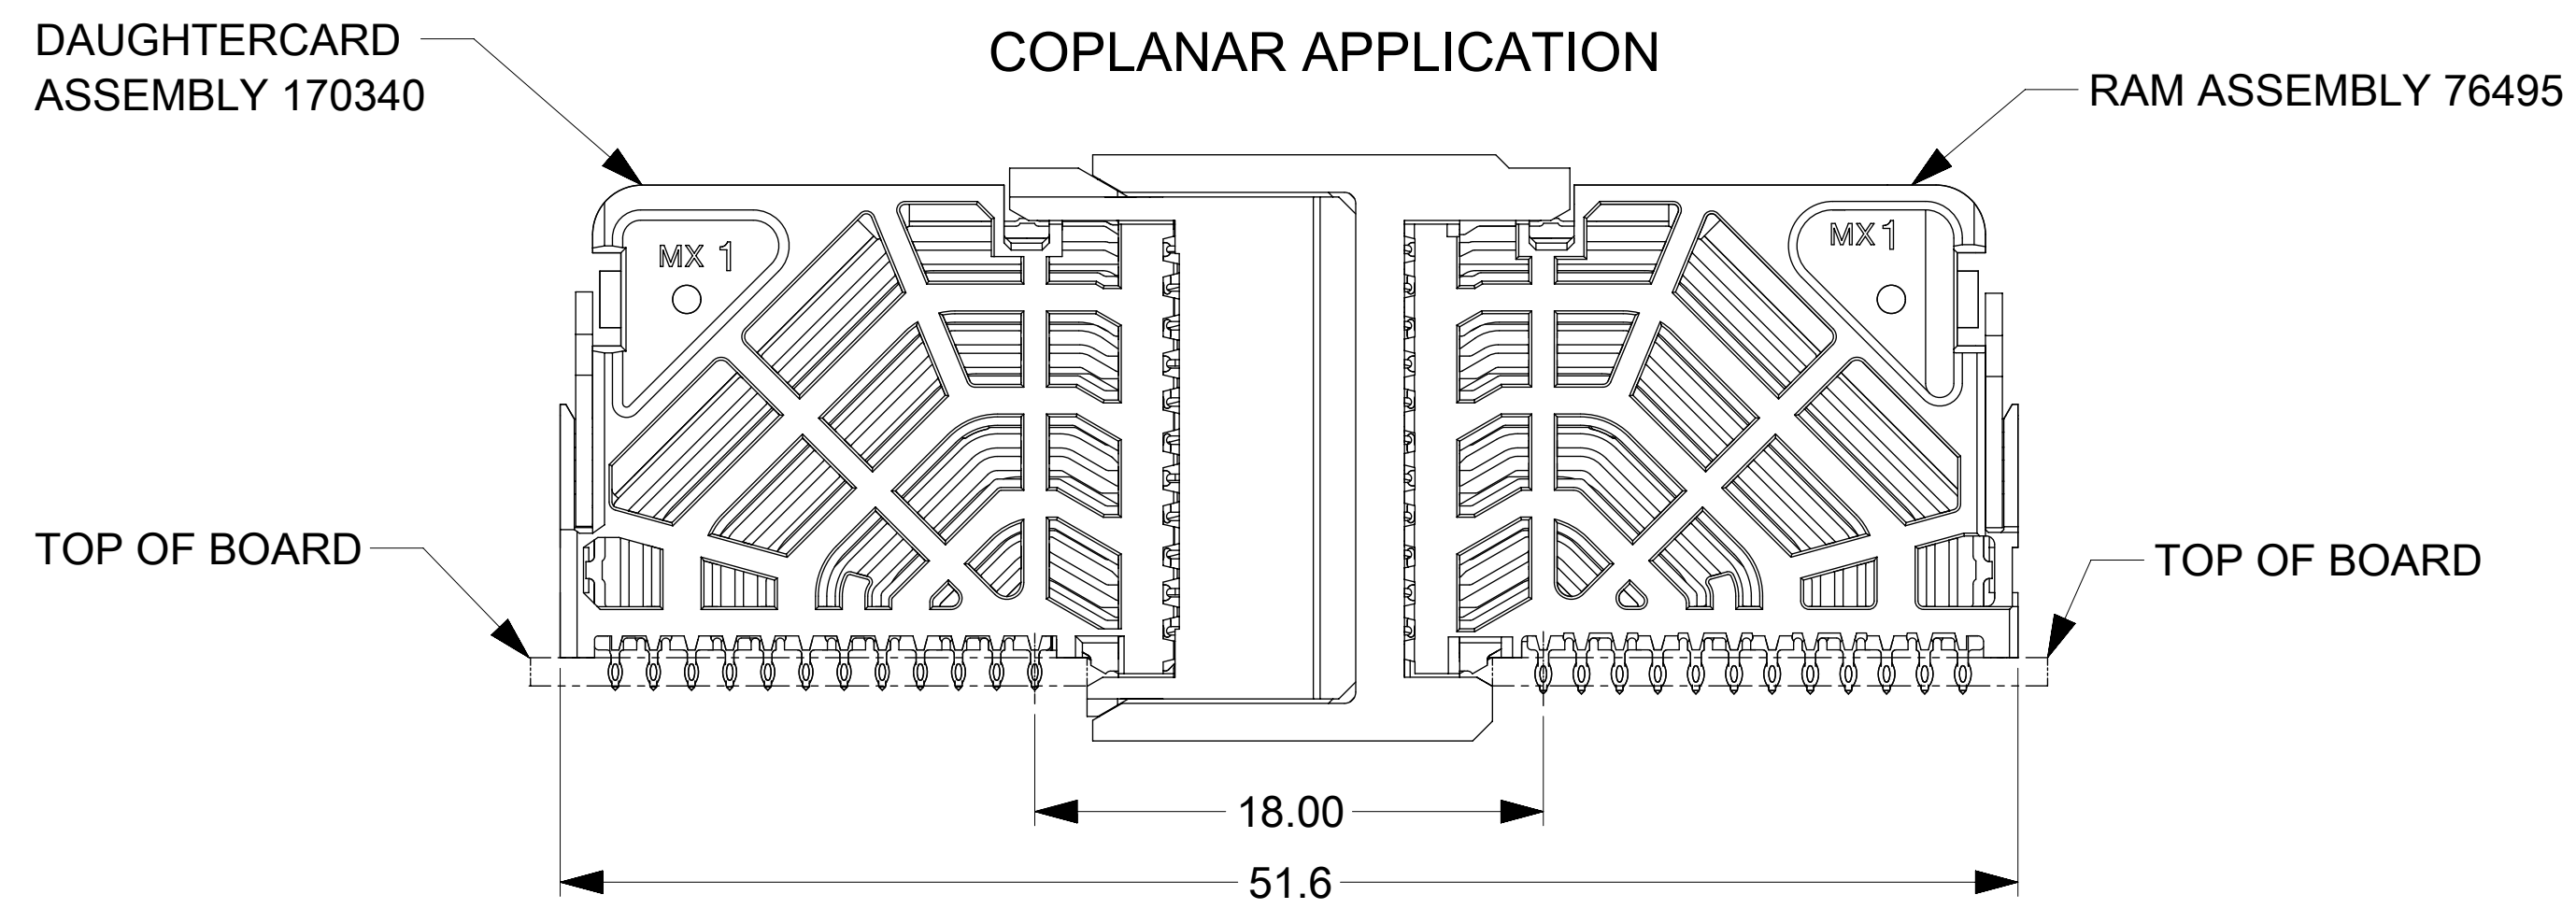 DAUGHTERCARD
ASSEMBLY 170340
COPLANAR APPLICATION
RAM ASSEMBLY 76495
MX 1
MX 1
TOP OF BOARD
TOP OF BOARD
18.00
51.6